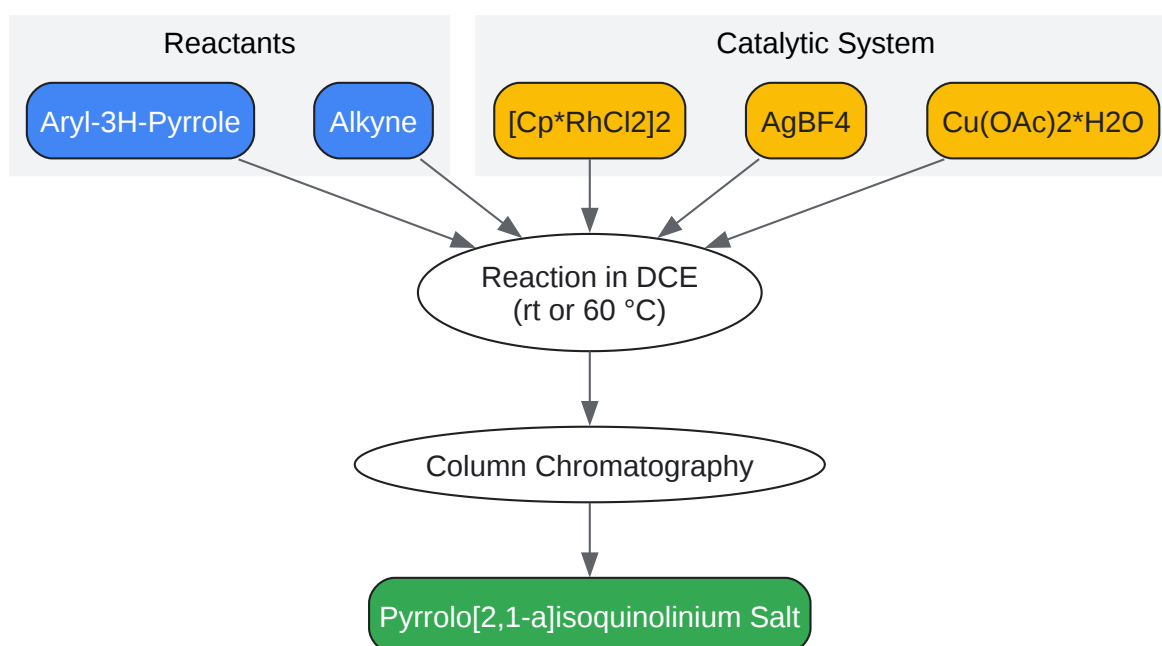 Reactants
Catalytic System
Aryl-3H-Pyrrole
Alkyne
[Cp*RhCl2]2
AgBF4
Cu(OAc)2*H2O
Reaction in DCE
(rt or 60 °C)
Column Chromatography
Pyrrolo[2,1-a]isoquinolinium Salt